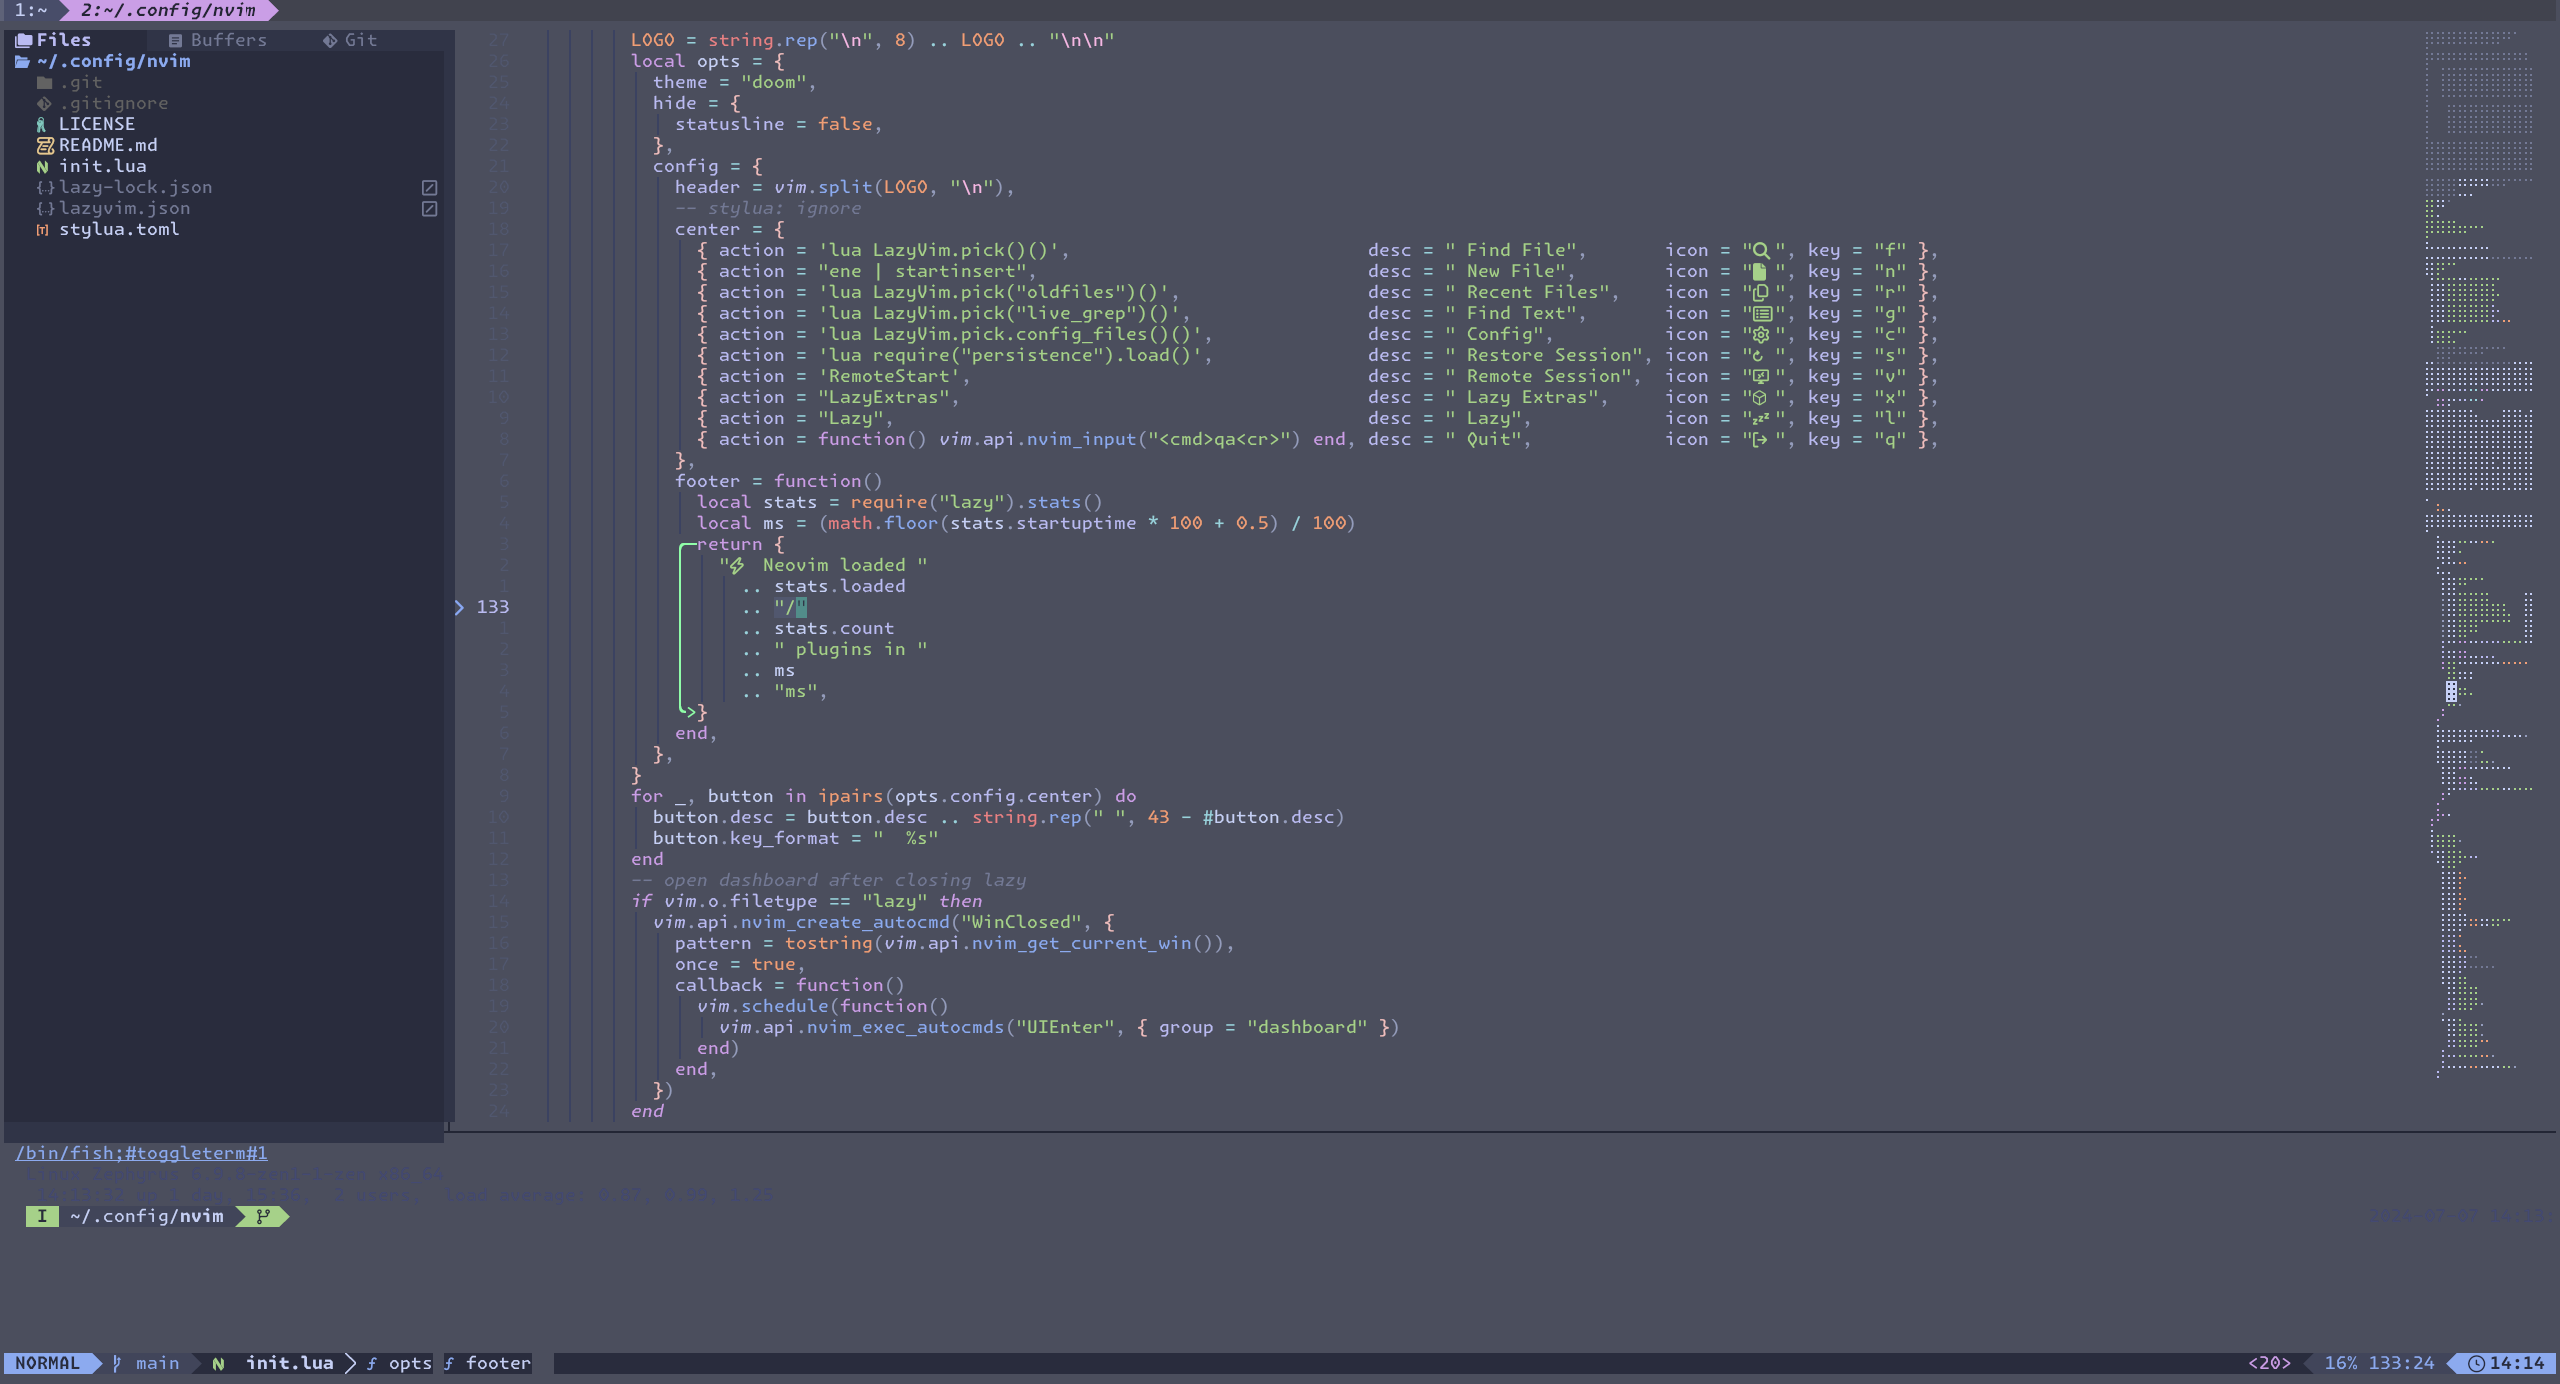 1:~ 2:~/.config/nvim
Files Buffers Git
~/.config/nvim
.git
.gitignore
LICENSE
README.md
init.lua
lazy-lock.json
lazyvim.json
stylua.toml
27 LOGO = string.rep("\n", 8) .. LOGO .. "\n\n"
26 local opts = {
25 theme = "doom",
24 hide = {
23 statusline = false,
22 },
21 config = {
20 header = vim.split(LOGO, "\n"),
19 -- stylua: ignore
18 center = {
17 { action = 'lua LazyVim.pick()()', desc = " Find File", icon = " ", key = "f" },
16 { action = "ene | startinsert", desc = " New File", icon = " ", key = "n" },
15 { action = 'lua LazyVim.pick("oldfiles")()', desc = " Recent Files", icon = " ", key = "r" },
14 { action = 'lua LazyVim.pick("live_grep")()', desc = " Find Text", icon = " ", key = "g" },
13 { action = 'lua LazyVim.pick.config_files()()', desc = " Config", icon = " ", key = "c" },
12 { action = 'lua require("persistence").load()', desc = " Restore Session", icon = " ", key = "s" },
11 { action = 'RemoteStart', desc = " Remote Session", icon = " ", key = "v" },
10 { action = "LazyExtras", desc = " Lazy Extras", icon = " ", key = "x" },
9 { action = "Lazy", desc = " Lazy", icon = " ", key = "l" },
8 { action = function() vim.api.nvim_input("<cmd>qa<cr>") end, desc = " Quit", icon = " ", key = "q" },
7 },
6 footer = function()
5 local stats = require("lazy").stats()
4 local ms = (math.floor(stats.startuptime * 100 + 0.5) / 100)
3 return {
2 "⚡ Neovim loaded "
1 .. stats.loaded
133 .. "/"
1 .. stats.count
2 .. " plugins in "
3 .. ms
4 .. "ms",
5 }
6 end,
7 },
8 }
9 for _, button in ipairs(opts.config.center) do
10 button.desc = button.desc .. string.rep(" ", 43 - #button.desc)
11 button.key_format = "  %s"
12 end
13 -- open dashboard after closing lazy
14 if vim.o.filetype == "lazy" then
15 vim.api.nvim_create_autocmd("WinClosed", {
16 pattern = tostring(vim.api.nvim_get_current_win()),
17 once = true,
18 callback = function()
19 vim.schedule(function()
20 vim.api.nvim_exec_autocmds("UIEnter", { group = "dashboard" })
21 end)
22 end,
23 })
24 end
/bin/fish;#toggleterm#1
Linux Zephyrus
14:13:32 up 1 day, 2 users, load average:
I ~/.config/nvim
NORMAL main init.lua opts footer <20> 16% 133:24 14:14